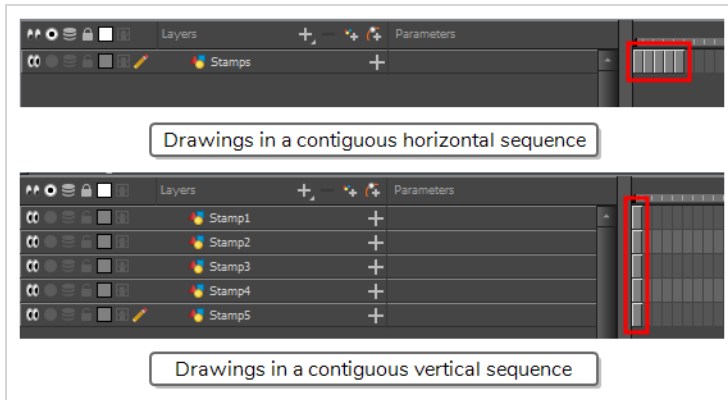 Layers Parameters
Stamps
Drawings in a contiguous horizontal sequence
Layers Parameters
Stamp1
Stamp2
Stamp3
Stamp4
Stamp5
Drawings in a contiguous vertical sequence